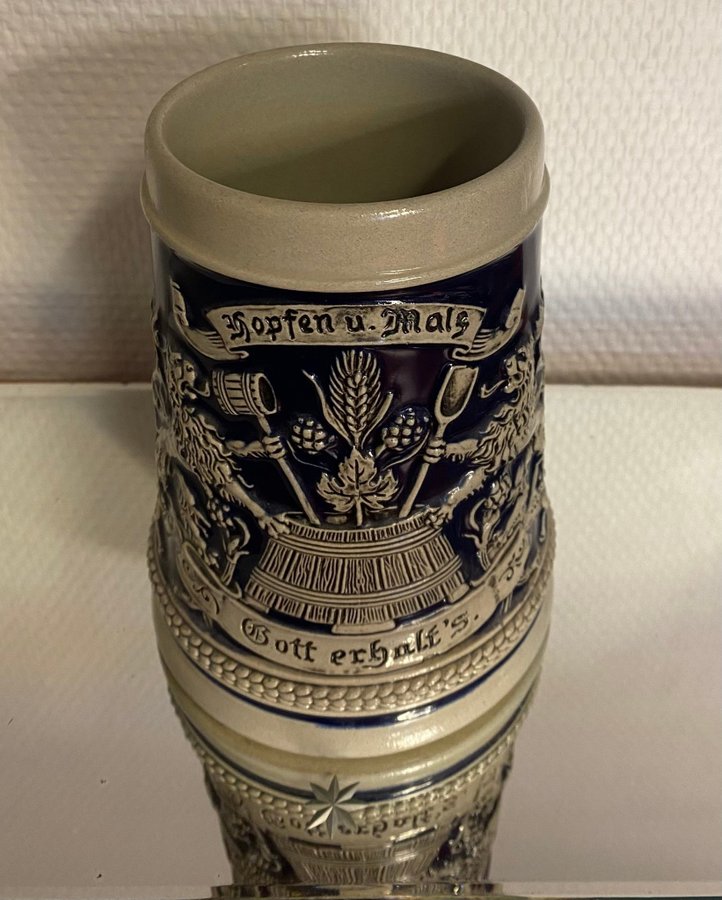 Hopfen u. Malz
Gott erhalt's.